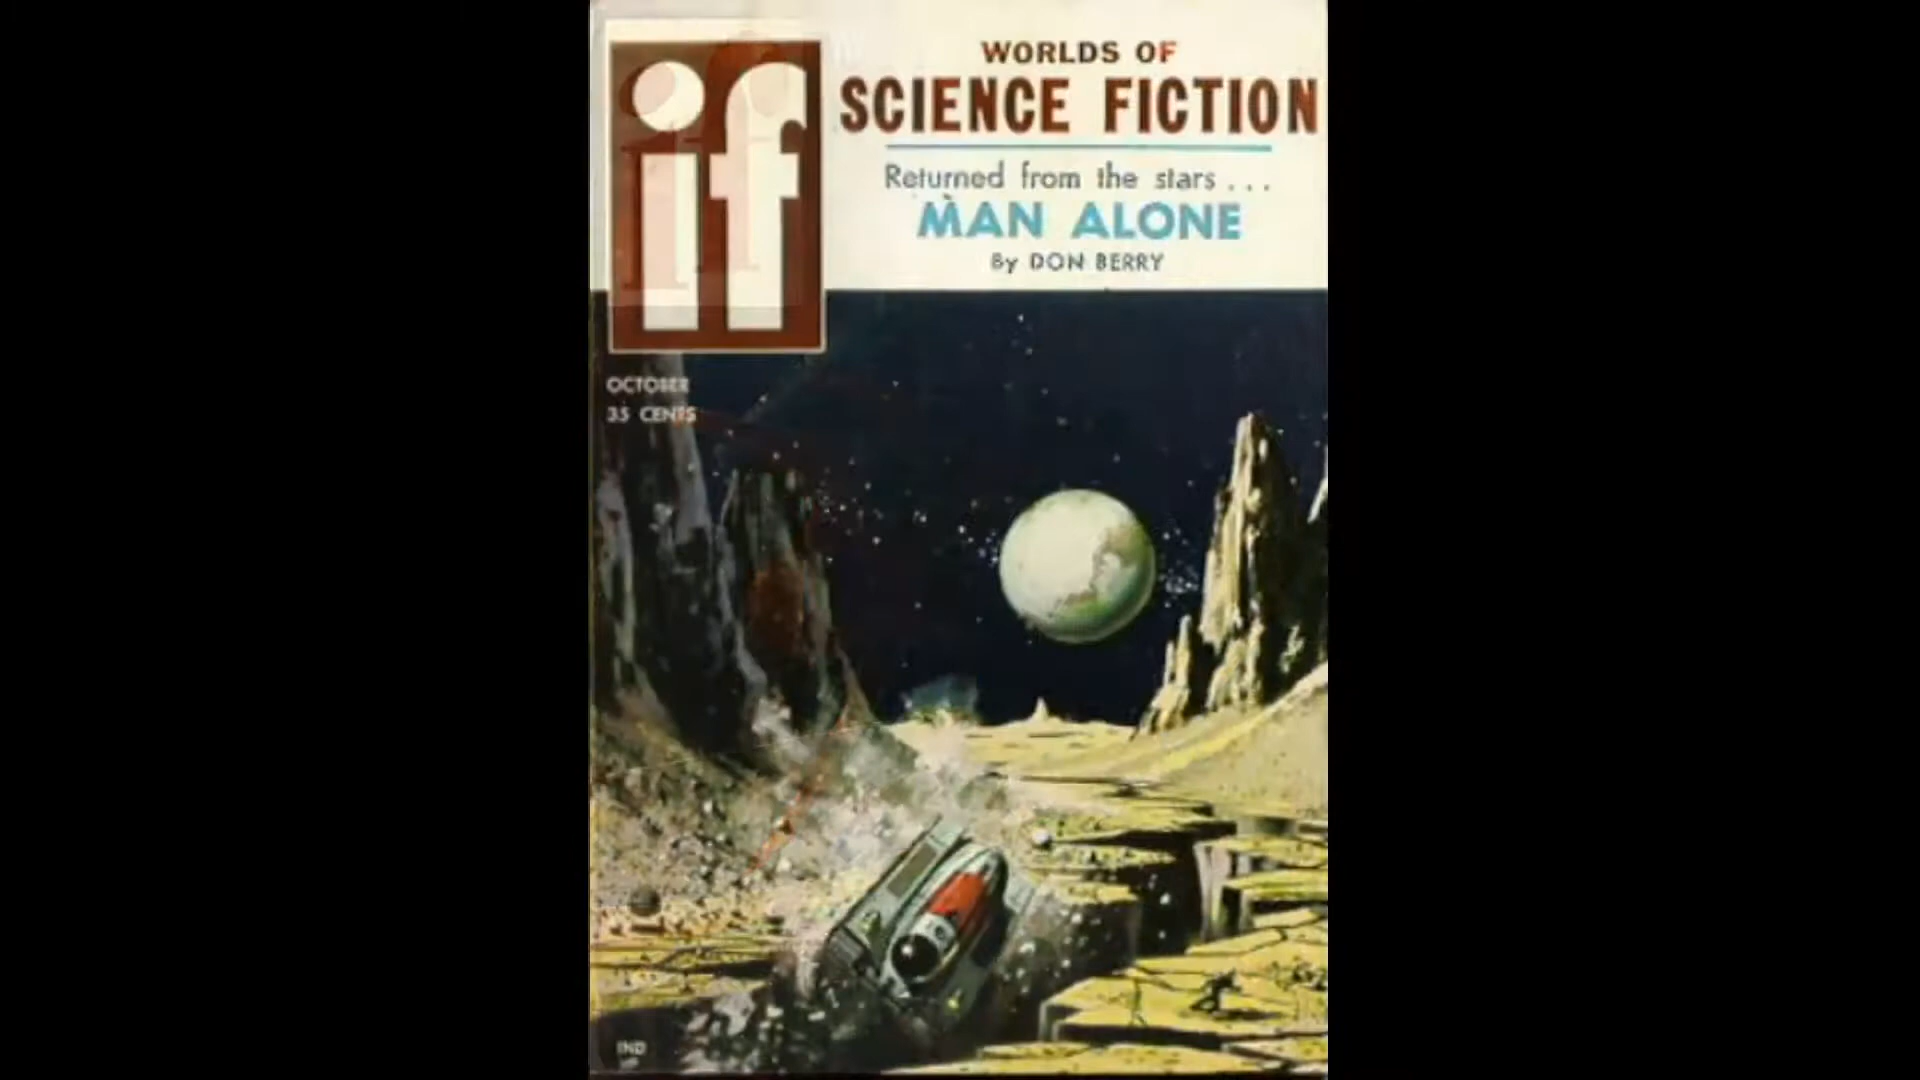 if
WORLDS OF
SCIENCE FICTION
Returned from the stars . . .
MAN ALONE
By DON BERRY
OCTOBER
35 CENTS
IND